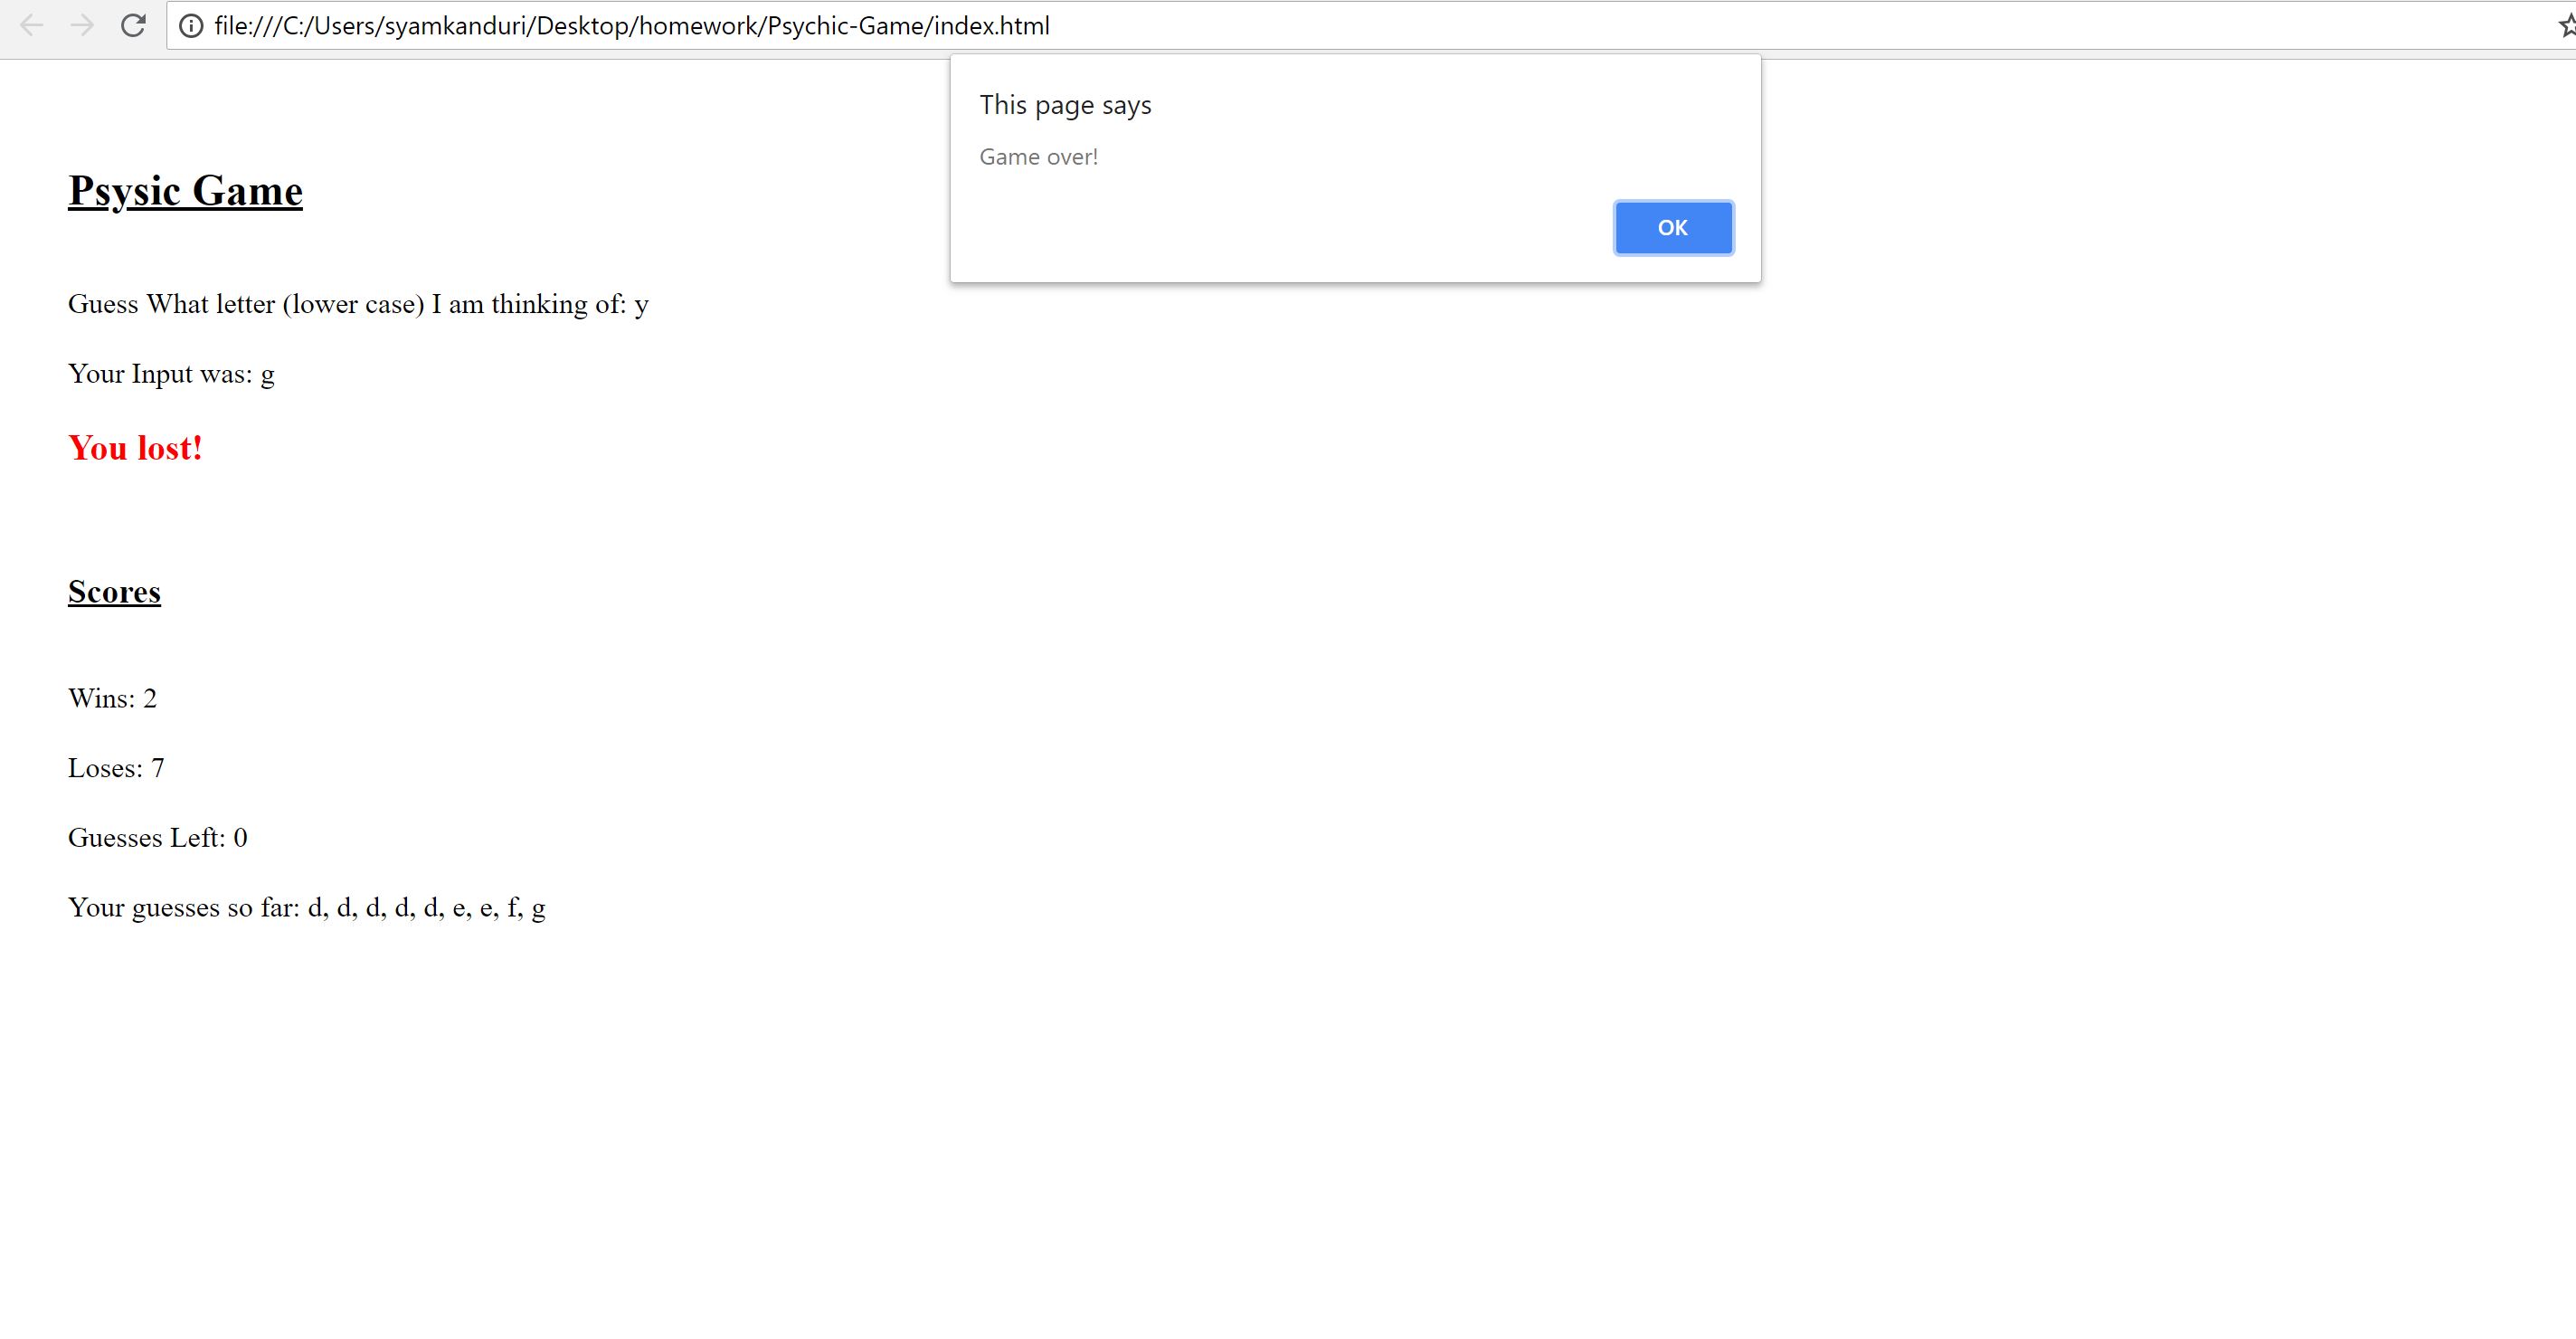 file:///C:/Users/syamkanduri/Desktop/homework/Psychic-Game/index.html
This page says
Game over!
OK
Psysic Game
Guess What letter (lower case) I am thinking of: y
Your Input was: g
You lost!
Scores
Wins: 2
Loses: 7
Guesses Left: 0
Your guesses so far: d, d, d, d, d, e, e, f, g